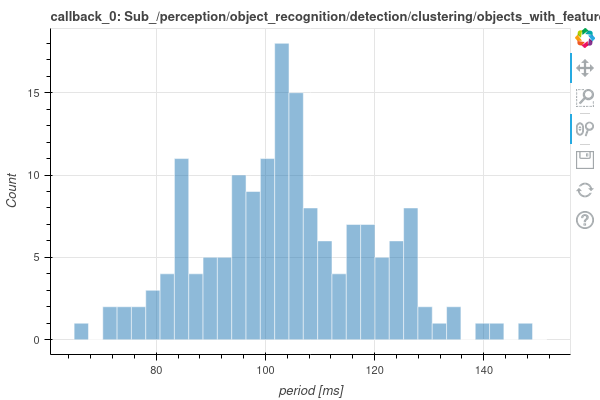 callback_0: Sub_/perception/object_recognition/detection/clustering/objects_with_feature
15
10
5
0
Count
80
100
120
140
period [ms]